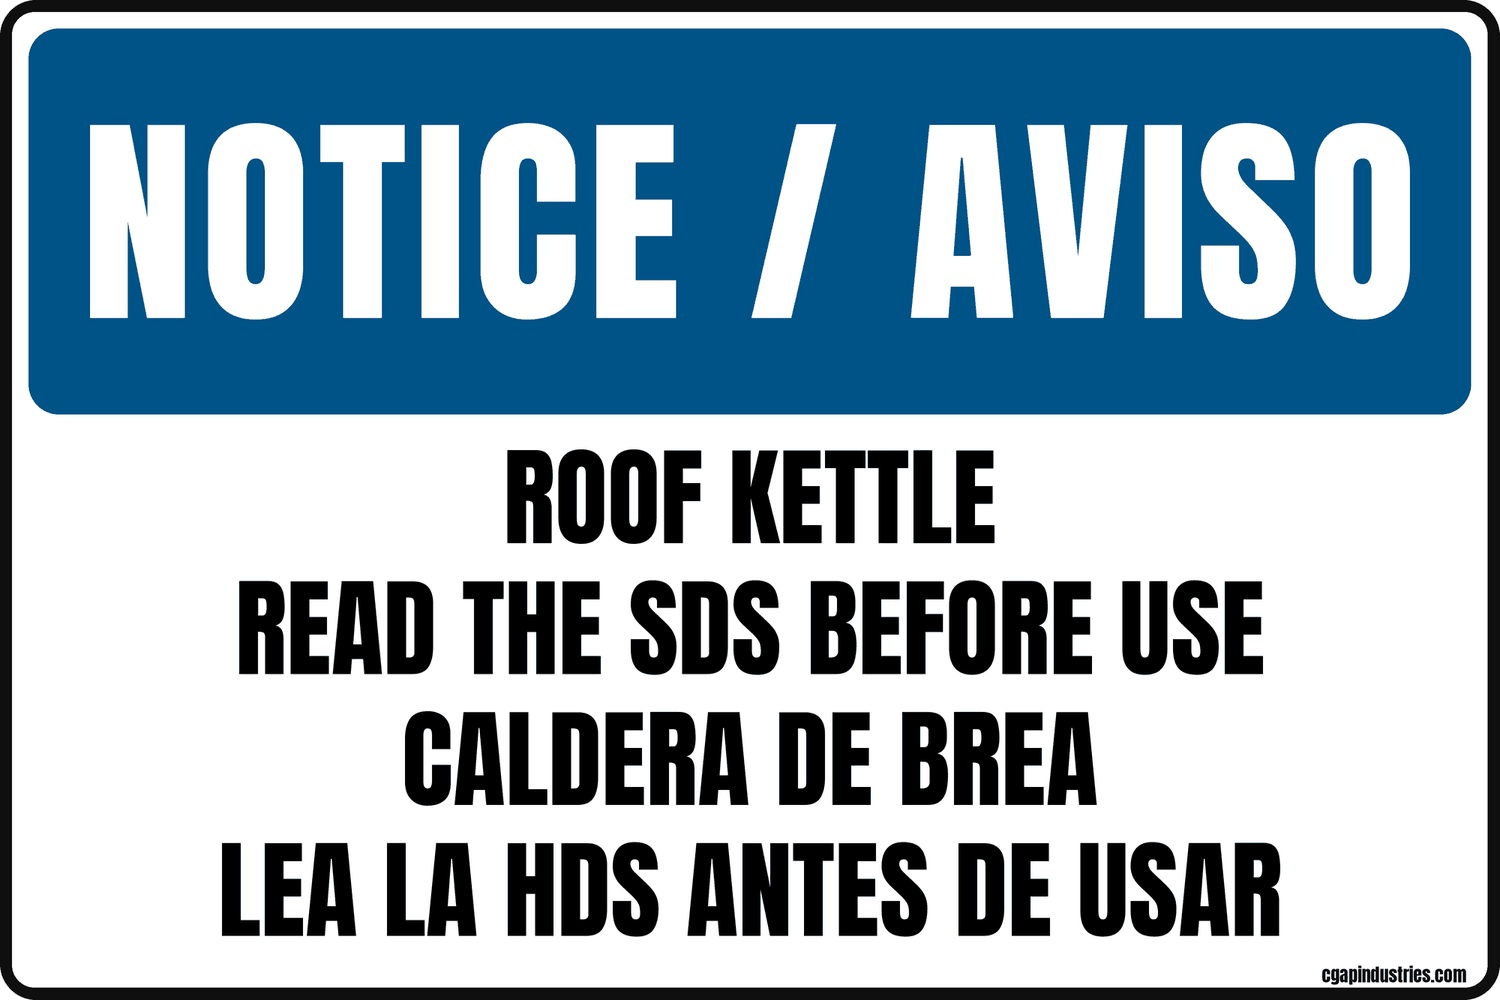 NOTICE / AVISO
ROOF KETTLE
READ THE SDS BEFORE USE
CALDERA DE BREA
LEA LA HDS ANTES DE USAR
cgapindustries.com